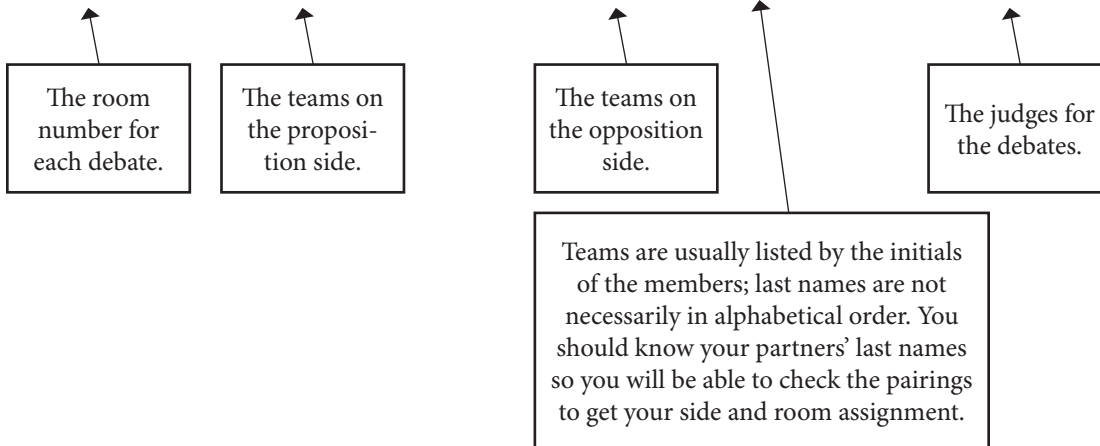 The room
number for
each debate.
The teams on
the proposi-
tion side.
The teams on
the opposition
side.
The judges for
the debates.
Teams are usually listed by the initials
of the members; last names are not
necessarily in alphabetical order. You
should know your partners’ last names
so you will be able to check the pairings
to get your side and room assignment.